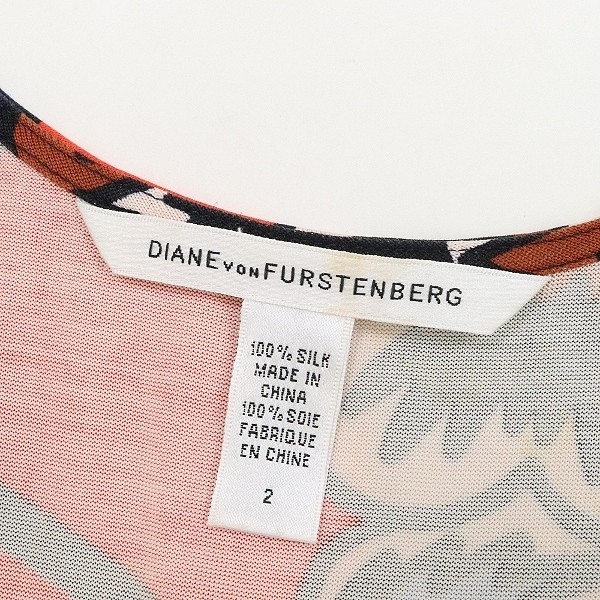 DIANE VON FURSTENBERG
100% SILK
MADE IN
CHINA
100% SOIE
FABRIQUE
EN CHINE
2